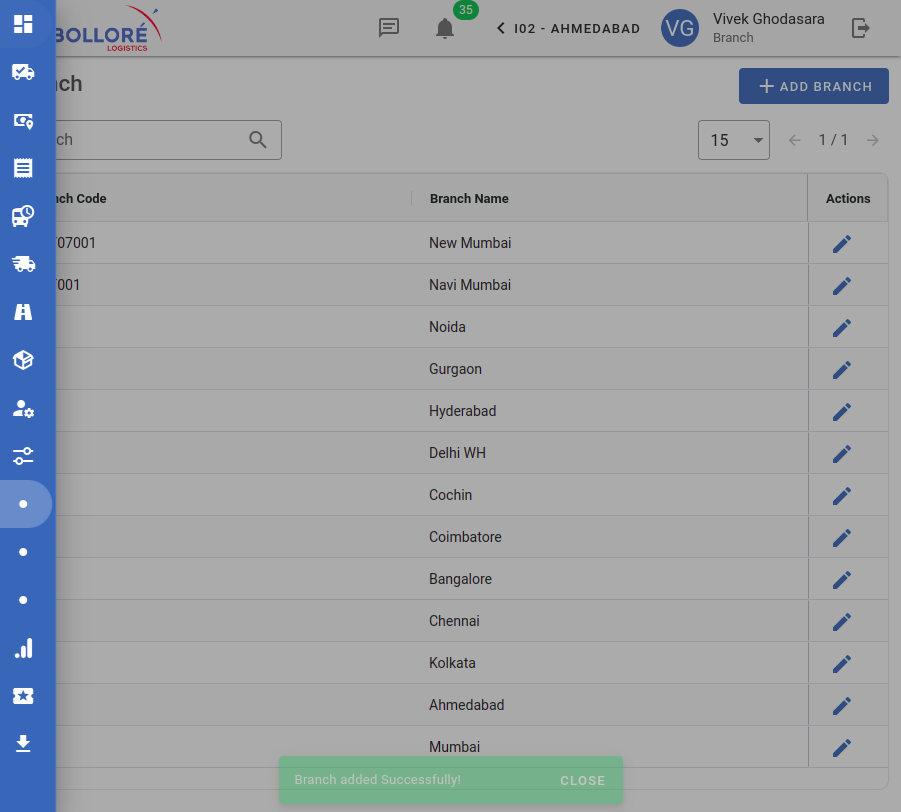 BOLLORÉ
LOGISTICS
35
I02 - AHMEDABAD
VG
Vivek Ghodasara
Branch
nch
ADD BRANCH
ch
15
1 / 1
nch Code
Branch Name
Actions
07001
New Mumbai
001
Navi Mumbai
Noida
Gurgaon
Hyderabad
Delhi WH
Cochin
Coimbatore
Bangalore
Chennai
Kolkata
Ahmedabad
Mumbai
Branch added Successfully!
CLOSE